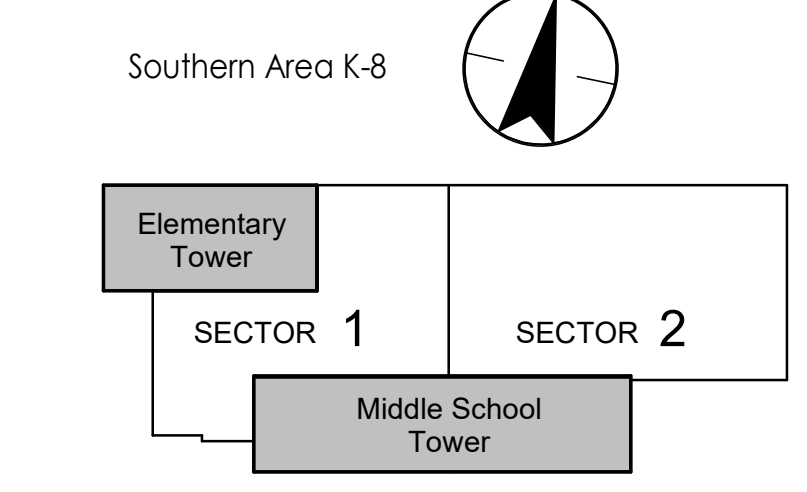 Southern Area K-8
Elementary
Tower
SECTOR 1
SECTOR 2
Middle School
Tower